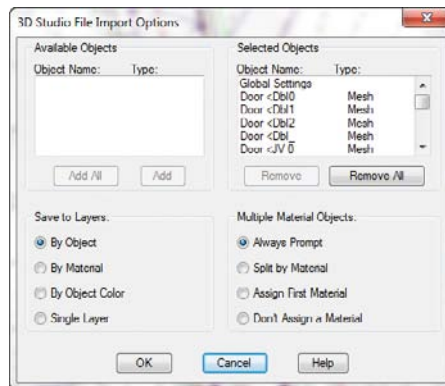 3D Studio File Import Options
Available Objects
Object Name: Type:
Add All Add
Selected Objects
Object Name: Type:
Global Settings
Door <Dbl0 Mesh
Door <Dbl1 Mesh
Door <Dbl2 Mesh
Door <Dbl_ Mesh
Door <JV 0 Mesh
Remove Remove All
Save to Layers:
By Object
By Material
By Object Color
Single Layer
Multiple Material Objects:
Always Prompt
Split by Material
Assign First Material
Don't Assign a Material
OK Cancel Help